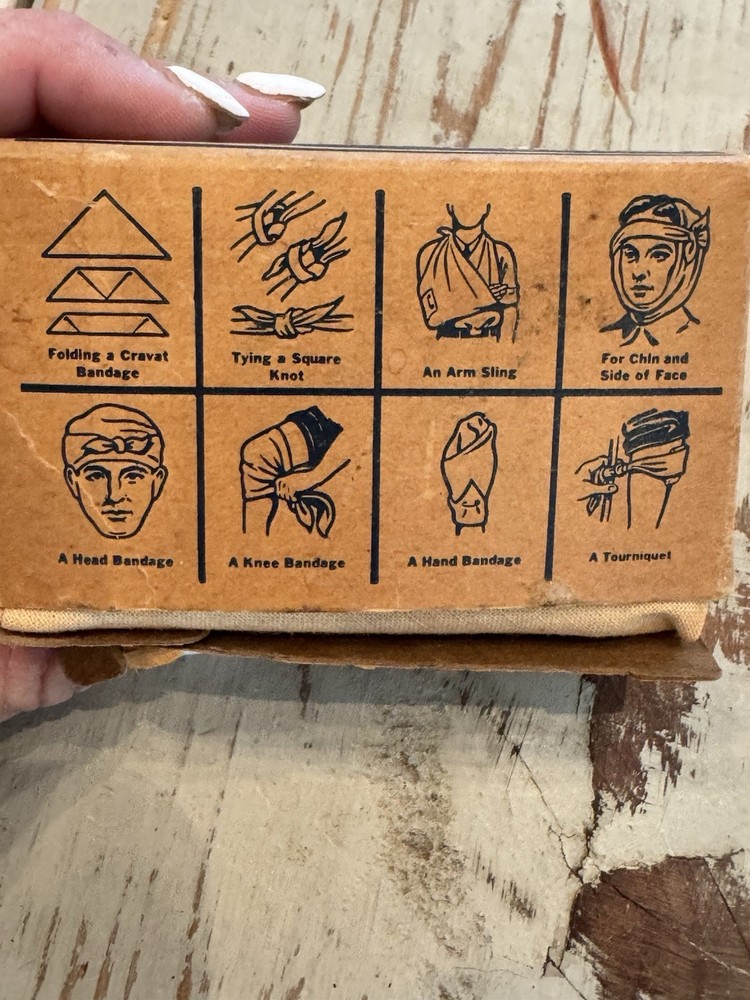 Folding a Cravat
Bandage
Tying a Square
Knot
An Arm Sling
For Chin and
Side of Face
A Head Bandage
A Knee Bandage
A Hand Bandage
A Tourniquet